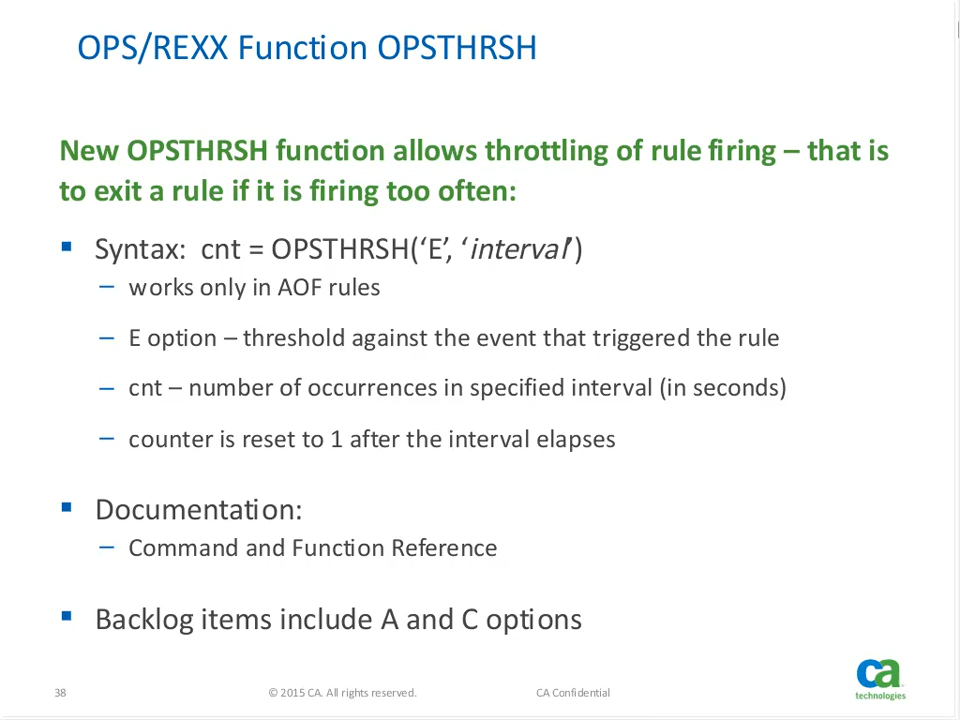 OPS/REXX Function OPSTHRSH
New OPSTHRSH function allows throttling of rule firing – that is
to exit a rule if it is firing too often:
▪ Syntax: cnt = OPSTHRSH(‘E’, ‘interval’)
– works only in AOF rules
– E option – threshold against the event that triggered the rule
– cnt – number of occurrences in specified interval (in seconds)
– counter is reset to 1 after the interval elapses
▪ Documentation:
– Command and Function Reference
▪ Backlog items include A and C options
38 © 2015 CA. All rights reserved. CA Confidential
ca
technologies